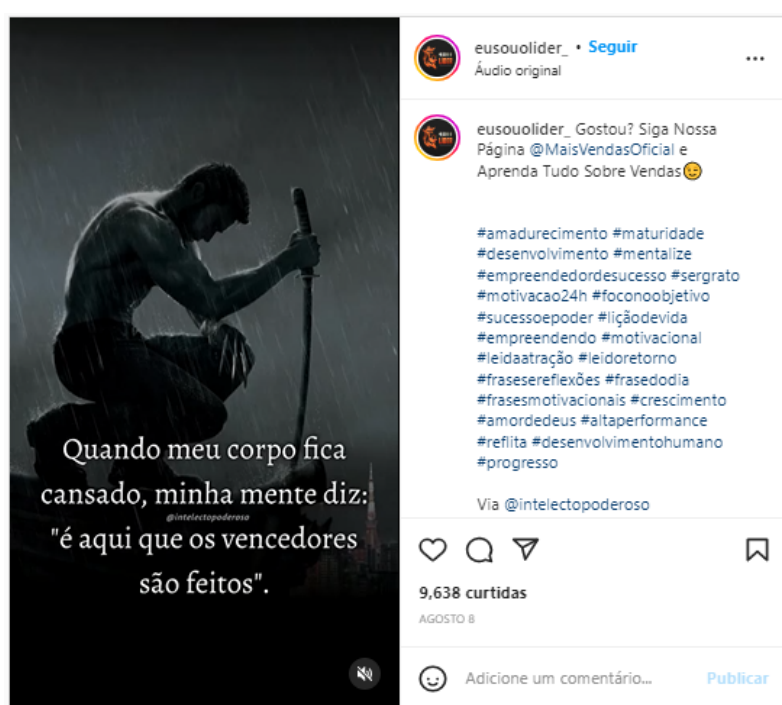 Quando meu corpo fica
cansado, minha mente diz:
@intelectopoderoso
"é aqui que os vencedores
são feitos".
eusouolider_ • Seguir
Áudio original
eusouolider_ Gostou? Siga Nossa
Página @MaisVendasOficial e
Aprenda Tudo Sobre Vendas😉
#amadurecimento #maturidade
#desenvolvimento #mentalize
#empreendedordesucesso #sergrato
#motivacao24h #foconoobjetivo
#sucessoepoder #liçãodevida
#empreendendo #motivacional
#leidaatração #leidoretorno
#frasesereflexões #frasedodia
#frasesmotivacionais #crescimento
#amordedeus #altaperformance
#reflita #desenvolvimentohumano
#progresso
Via @intelectopoderoso
9,638 curtidas
AGOSTO 8
Adicione um comentário... Publicar